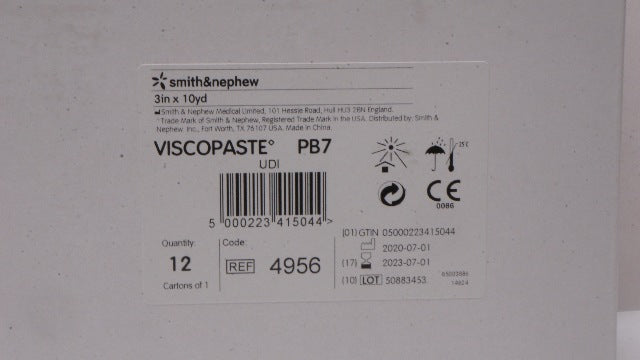 smith&nephew
3in x 10yd
Smith & Nephew Medical Limited, 101 Hessle Road, Hull HU3 2BN England.
°Trade Mark of Smith & Nephew, Registered Trade Mark in the USA. Distributed by: Smith &
Nephew Inc., Fort Worth, TX 76107 USA. Made in China.
VISCOPASTE° PB7
UDI
25C
0086
5 000223 415044 >
(01) GTIN 05000223415044
2020-07-01
(17) 2023-07-01
(10) LOT 50883453
Quantity:
12
Cartons of 1
Code
REF 4956